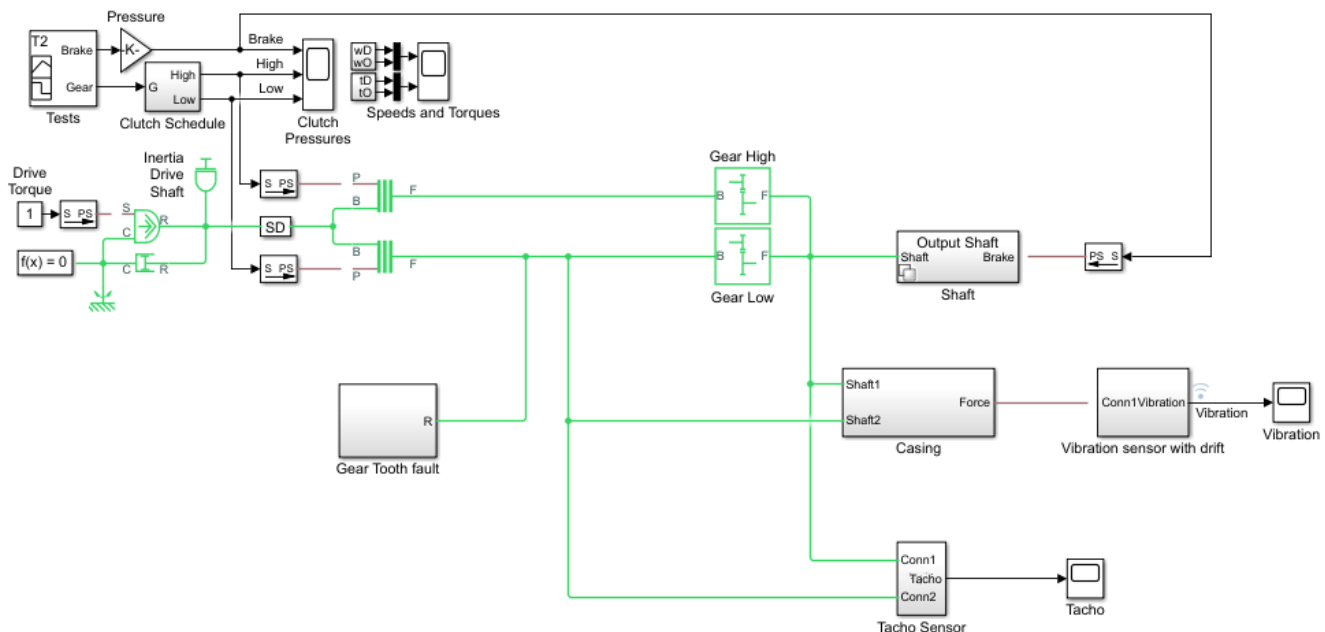 Pressure
T2
Brake
Gear
Tests
-K-
Brake
High
Low
G
High
Low
Clutch Schedule
Clutch
Pressures
wD
wO
tD
tO
Speeds and Torques
Drive
Torque
1
S PS
S
C
R
f(x) = 0
C
R
Inertia
Drive
Shaft
S PS
SD
S PS
P
B
F
B
P
F
Gear High
B
F
B
F
Gear Low
Output Shaft
Shaft
Brake
Shaft
PS S
R
Gear Tooth fault
Shaft1
Shaft2
Force
Casing
Conn1
Vibration
Vibration sensor with drift
Vibration
Vibration
Conn1
Tacho
Conn2
Tacho Sensor
Tacho